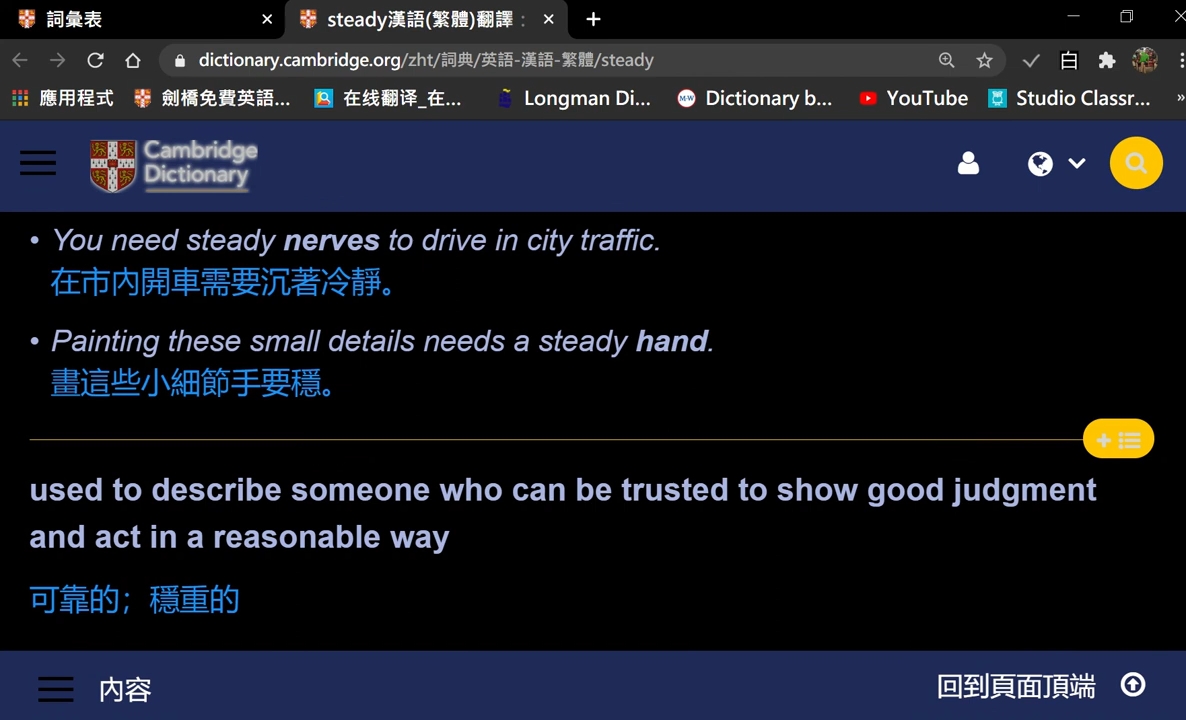 詞彙表
steady漢語(繁體)翻譯：
dictionary.cambridge.org/zht/詞典/英語-漢語-繁體/steady
白
應用程式
劍橋免費英語...
在线翻译_在...
Longman Di...
M-W
Dictionary b...
YouTube
Studio Classr...
»
Cambridge
Dictionary
• You need steady nerves to drive in city traffic.
在市內開車需要沉著冷靜。
• Painting these small details needs a steady hand.
畫這些小細節手要穩。
used to describe someone who can be trusted to show good judgment
and act in a reasonable way
可靠的；穩重的
內容
回到頁面頂端